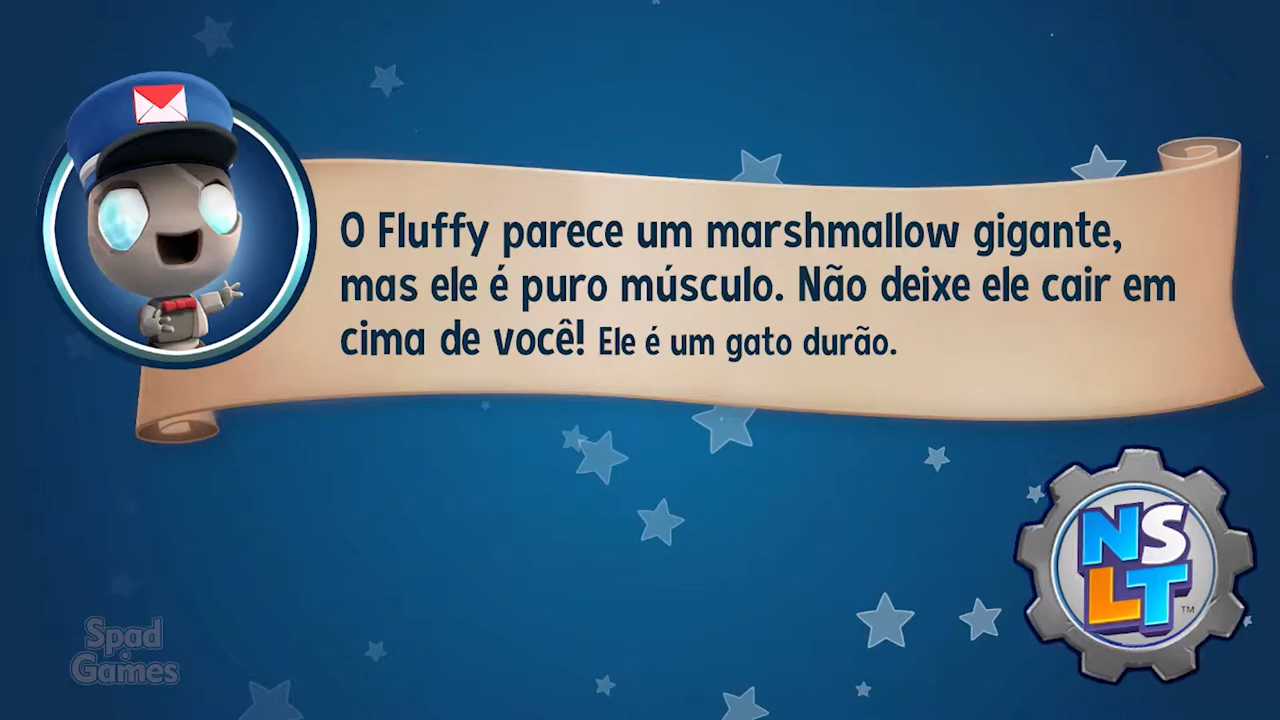 O Fluffy parece um marshmallow gigante,
mas ele é puro músculo. Não deixe ele cair em
cima de você! Ele é um gato durão.
NS
LT
TM
Spad
Games